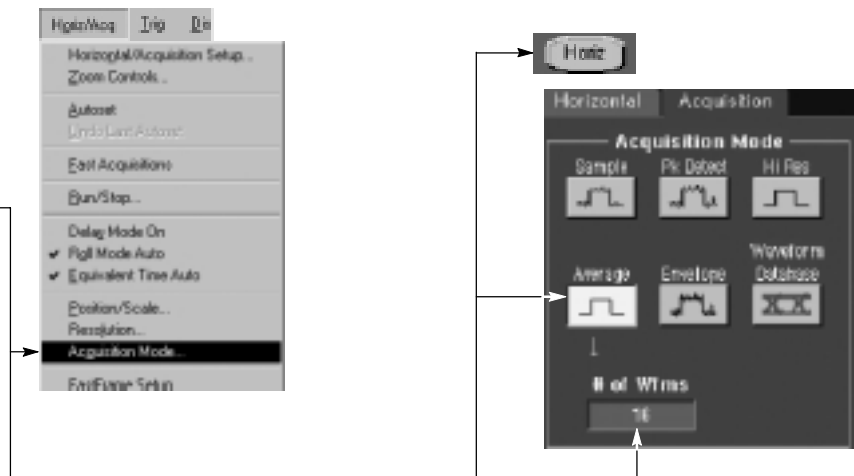 Horiz/Acq Trig Dis
Horizontal/Acquisition Setup...
Zoom Controls...
Autoset
Undo Last Autoset
Fast Acquisitions
Run/Stop...
Delay Mode On
✔ Roll Mode Auto
✔ Equivalent Time Auto
Position/Scale...
Resolution...
Acquisition Mode...
FastFrame Setup
Horiz
Horizontal Acquisition
Acquisition Mode
Sample Pk Detect Hi Res
Average Envelope Waveform Database
# of Wfms
16